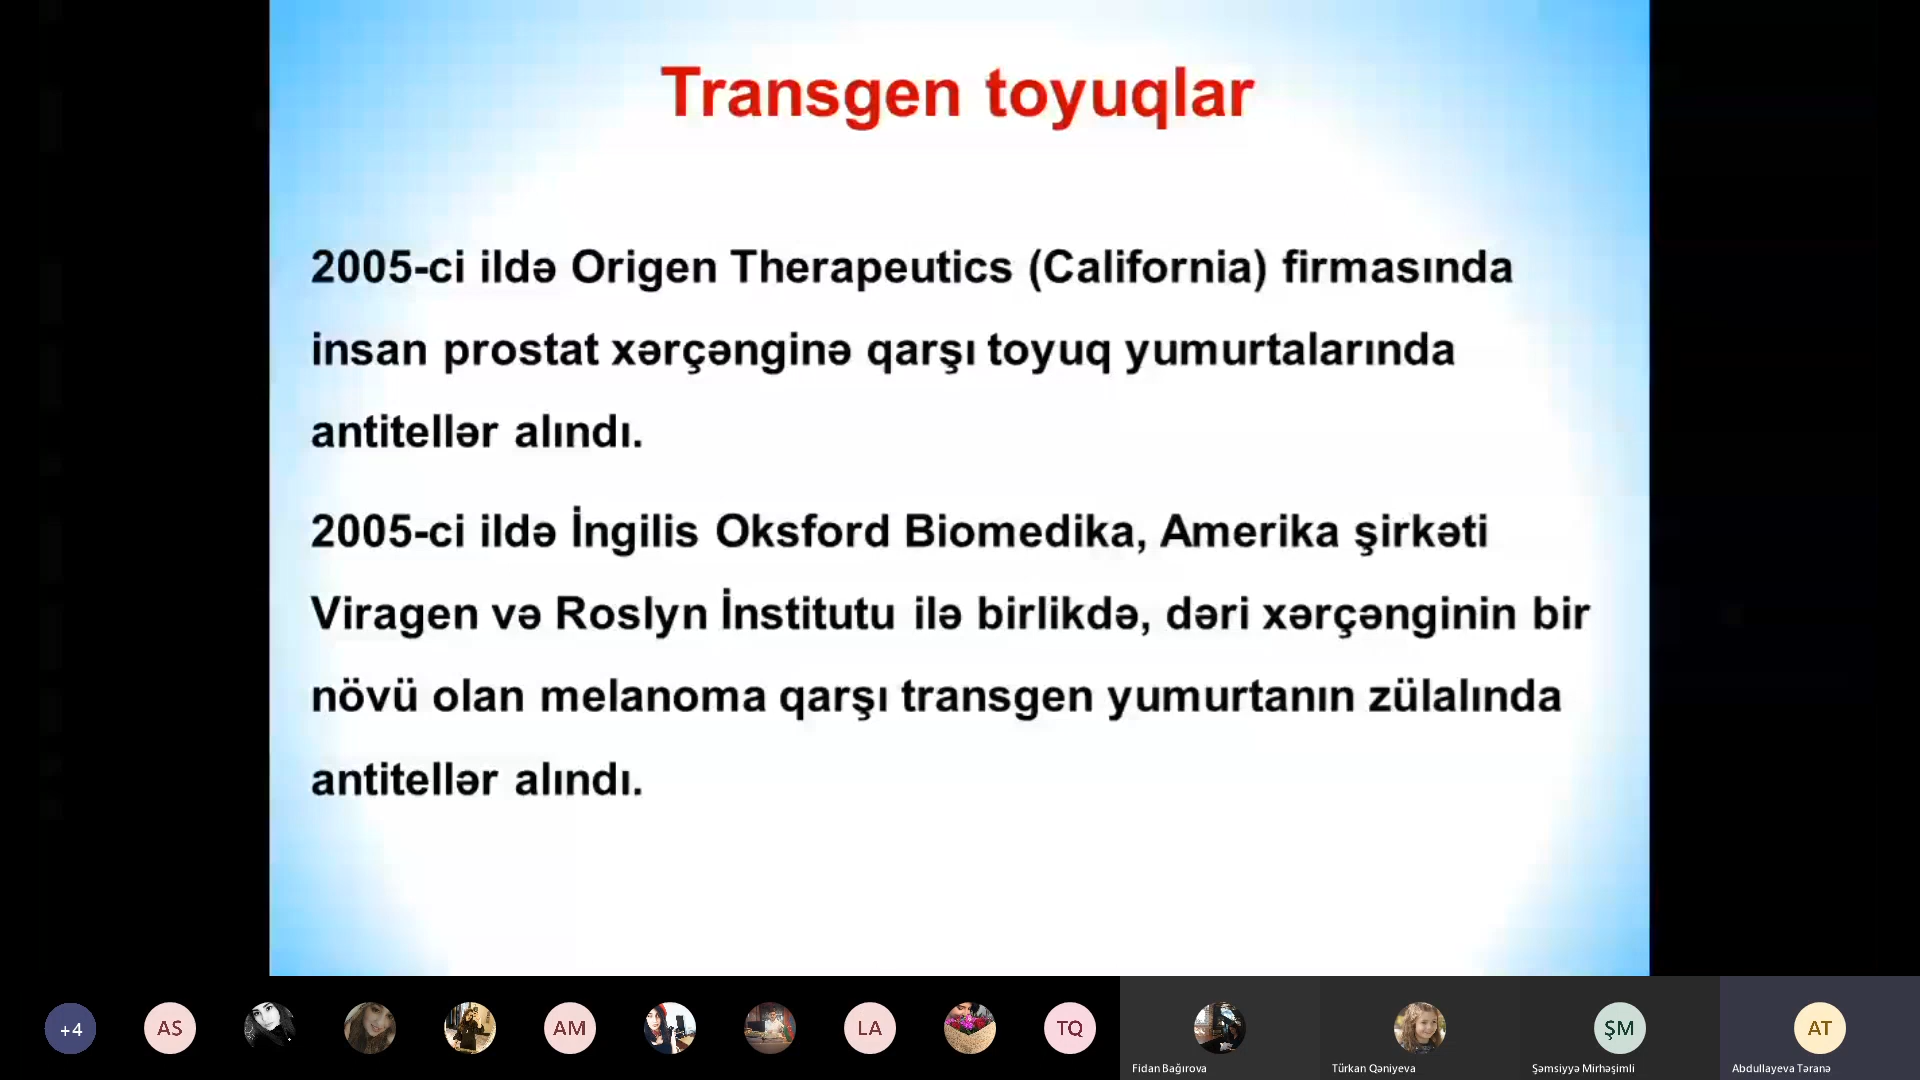 Transgen toyuqlar
2005-ci ildə Origen Therapeutics (California) firmasında
insan prostat xərçənginə qarşı toyuq yumurtalarında
antitellər alındı.
2005-ci ildə İngilis Oksford Biomedika, Amerika şirkəti
Viragen və Roslyn İnstitutu ilə birlikdə, dəri xərçənginin bir
növü olan melanoma qarşı transgen yumurtanın zülalında
antitellər alındı.
+4 AS AM LA TQ ŞM AT
Fidan Bağırova Türkan Qəniyeva Şəmsiyyə Mirhəşimli Abdullayeva Təranə